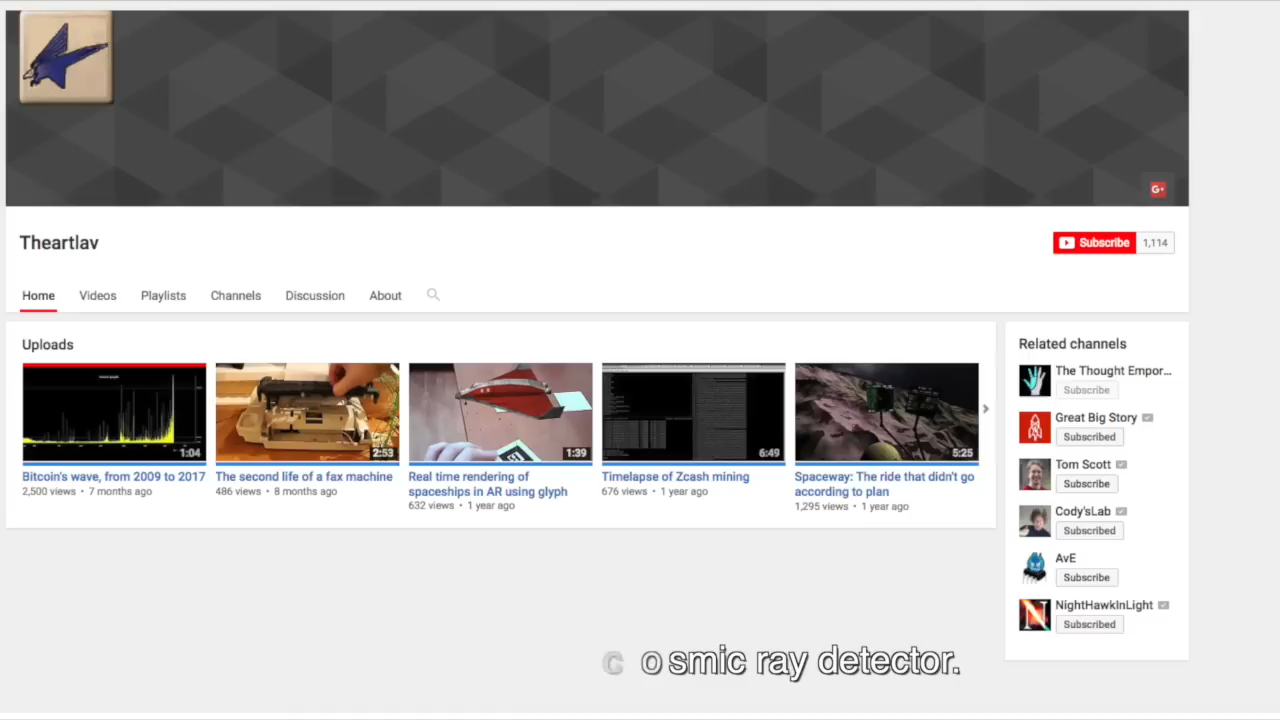 G+
Theartlav
Subscribe 1,114
Home Videos Playlists Channels Discussion About
Uploads
1:04
2:53
1:39
6:49
5:25
Bitcoin's wave, from 2009 to 2017
2,500 views • 7 months ago
The second life of a fax machine
486 views • 8 months ago
Real time rendering of
spaceships in AR using glyph
632 views • 1 year ago
Timelapse of Zcash mining
676 views • 1 year ago
Spaceway: The ride that didn't go
according to plan
1,295 views • 1 year ago
Related channels
The Thought Empor...
Subscribe
Great Big Story
Subscribed
Tom Scott
Subscribe
Cody'sLab
Subscribed
AvE
Subscribe
N
NightHawkInLight
Subscribed
cosmic ray detector.